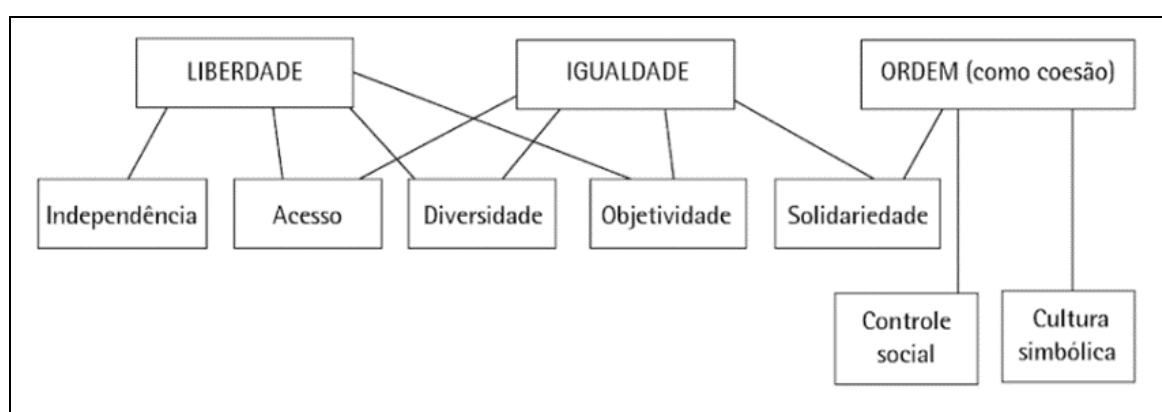 LIBERDADE
IGUALDADE
ORDEM (como coesão)
Independência
Acesso
Diversidade
Objetividade
Solidariedade
Controle
social
Cultura
simbólica